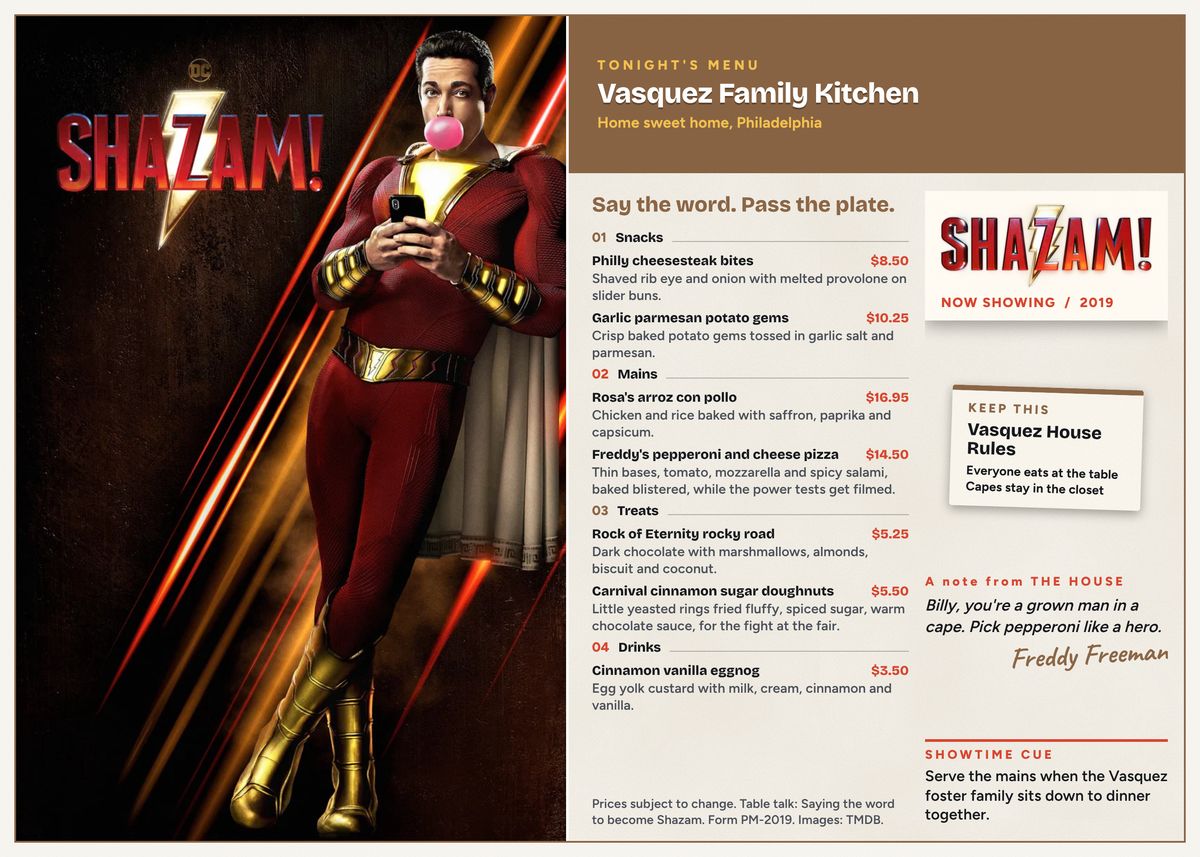 DC
SHAZAM!
TONIGHT'S MENU
Vasquez Family Kitchen
Home sweet home, Philadelphia
Say the word. Pass the plate.
01 Snacks
Philly cheesesteak bites $8.50
Shaved rib eye and onion with melted provolone on
slider buns.
Garlic parmesan potato gems $10.25
Crisp baked potato gems tossed in garlic salt and
parmesan.
02 Mains
Rosa's arroz con pollo $16.95
Chicken and rice baked with saffron, paprika and
capsicum.
Freddy's pepperoni and cheese pizza $14.50
Thin bases, tomato, mozzarella and spicy salami,
baked blistered, while the power tests get filmed.
03 Treats
Rock of Eternity rocky road $5.25
Dark chocolate with marshmallows, almonds,
biscuit and coconut.
Carnival cinnamon sugar doughnuts $5.50
Little yeasted rings fried fluffy, spiced sugar, warm
chocolate sauce, for the fight at the fair.
04 Drinks
Cinnamon vanilla eggnog $3.50
Egg yolk custard with milk, cream, cinnamon and
vanilla.
Prices subject to change. Table talk: Saying the word
to become Shazam. Form PM-2019. Images: TMDB.
SHAZAM!
NOW SHOWING / 2019
KEEP THIS
Vasquez House
Rules
Everyone eats at the table
Capes stay in the closet
A note from THE HOUSE
Billy, you're a grown man in a
cape. Pick pepperoni like a hero.
Freddy Freeman
SHOWTIME CUE
Serve the mains when the Vasquez
foster family sits down to dinner
together.